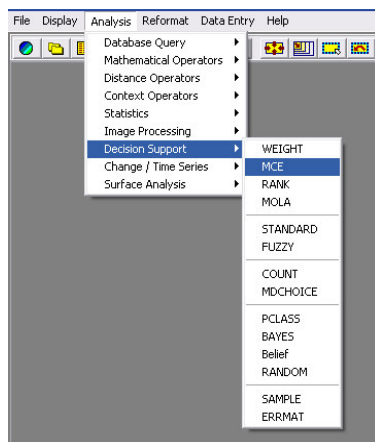 File Display Analysis Reformat Data Entry Help
Database Query
Mathematical Operators
Distance Operators
Context Operators
Statistics
Image Processing
Decision Support
Change / Time Series
Surface Analysis
WEIGHT
MCE
RANK
MOLA
STANDARD
FUZZY
COUNT
MDCHOICE
PCLASS
BAYES
Belief
RANDOM
SAMPLE
ERRMAT